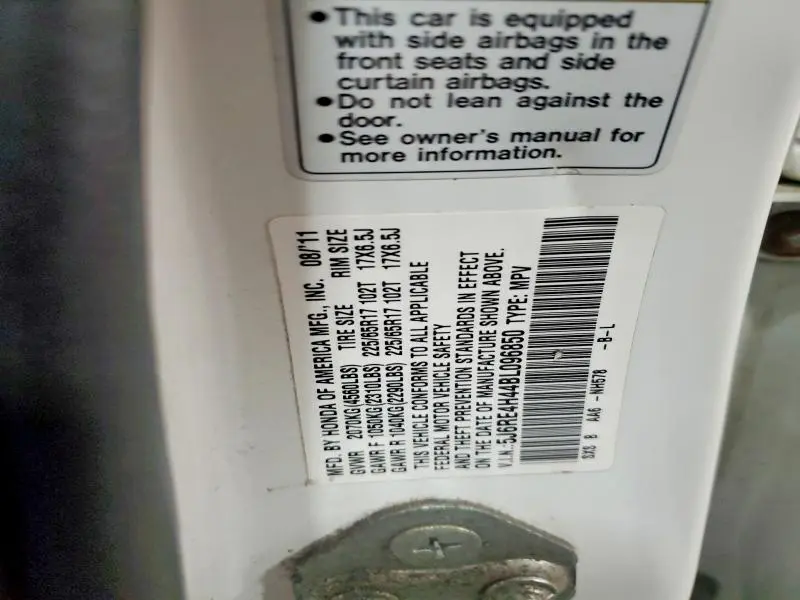 ●This car is equipped
with side airbags in the
front seats and side
curtain airbags.
●Do not lean against the
door.
●See owner's manual for
more information.
MFD. BY HONDA OF AMERICA MFG., INC. 08/11
GVWR 2070KG(4560LBS) TIRE SIZE RIM SIZE
GAWR F 1050KG(2310LBS) 225/65R17 102T 17X6.5J
GAWR R 1040KG(2290LBS) 225/65R17 102T 17X6.5J
THIS VEHICLE CONFORMS TO ALL APPLICABLE
FEDERAL MOTOR VEHICLE SAFETY
AND THEFT PREVENTION STANDARDS IN EFFECT
ON THE DATE OF MANUFACTURE SHOWN ABOVE.
V.I.N.:5J6RE4H44BL096850 TYPE: MPV
B AA6 -NH578 -B-L